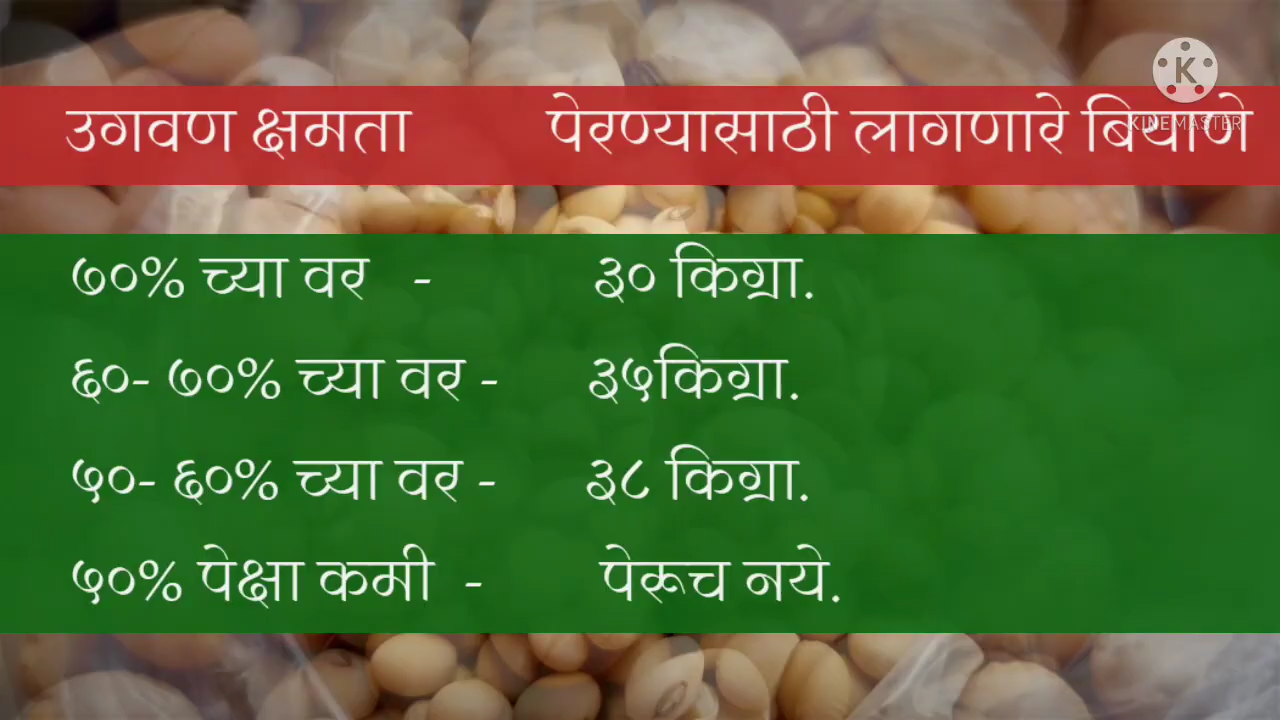 उगवण क्षमता पेरण्यासाठी लागणारे बियाणे
K
KINEMASTER
७०% च्या वर - ३० किग्रा.
६०- ७०% च्या वर - ३५किग्रा.
५०- ६०% च्या वर - ३८ किग्रा.
५०% पेक्षा कमी - पेरूच नये.